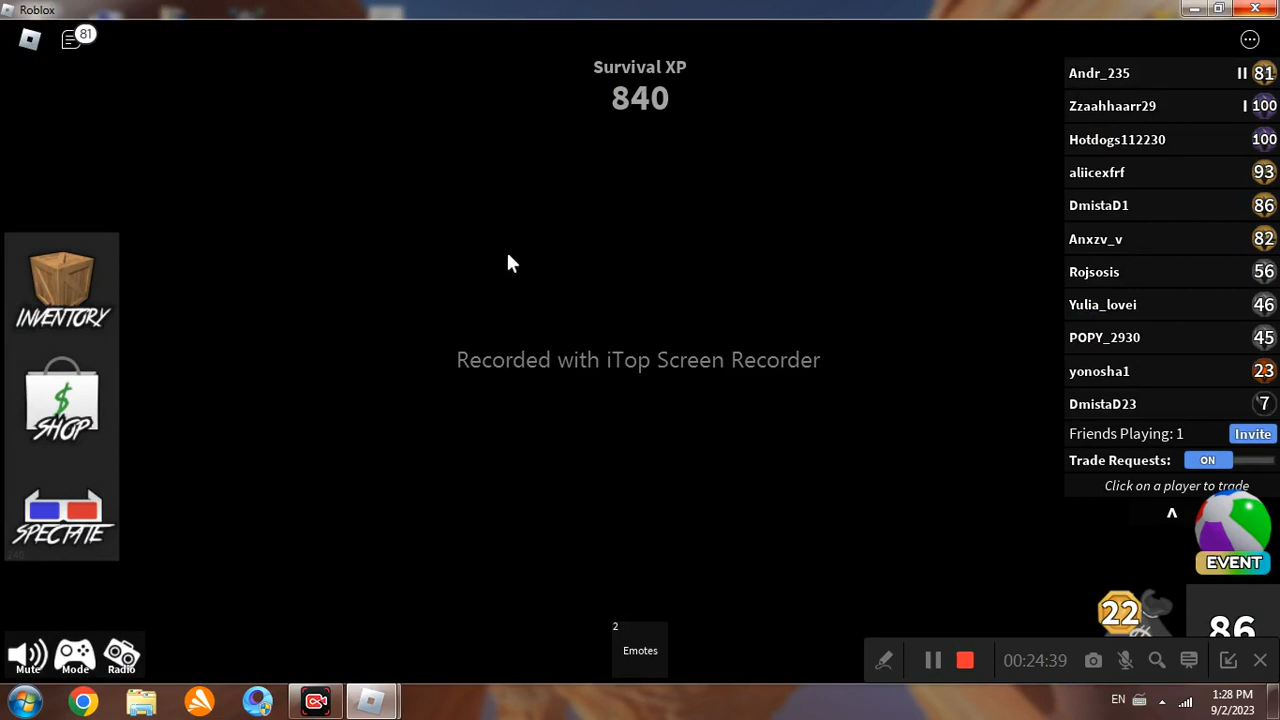 Roblox
81
Survival XP
840
Andr_235 II 81
Zzaahhaarr29 I 100
Hotdogs112230 100
aliicexfrf 93
DmistaD1 86
Anxzv_v 82
Rojsosis 56
Yulia_lovei 46
POPY_2930 45
yonosha1 23
DmistaD23 7
Friends Playing: 1 Invite
Trade Requests: ON
Click on a player to trade
^
EVENT
INVENTORY
$
SHOP
SPECTATE
Recorded with iTop Screen Recorder
22
86
2
Emotes
Mute Mode Radio
00:24:39
EN
1:28 PM
9/2/2023